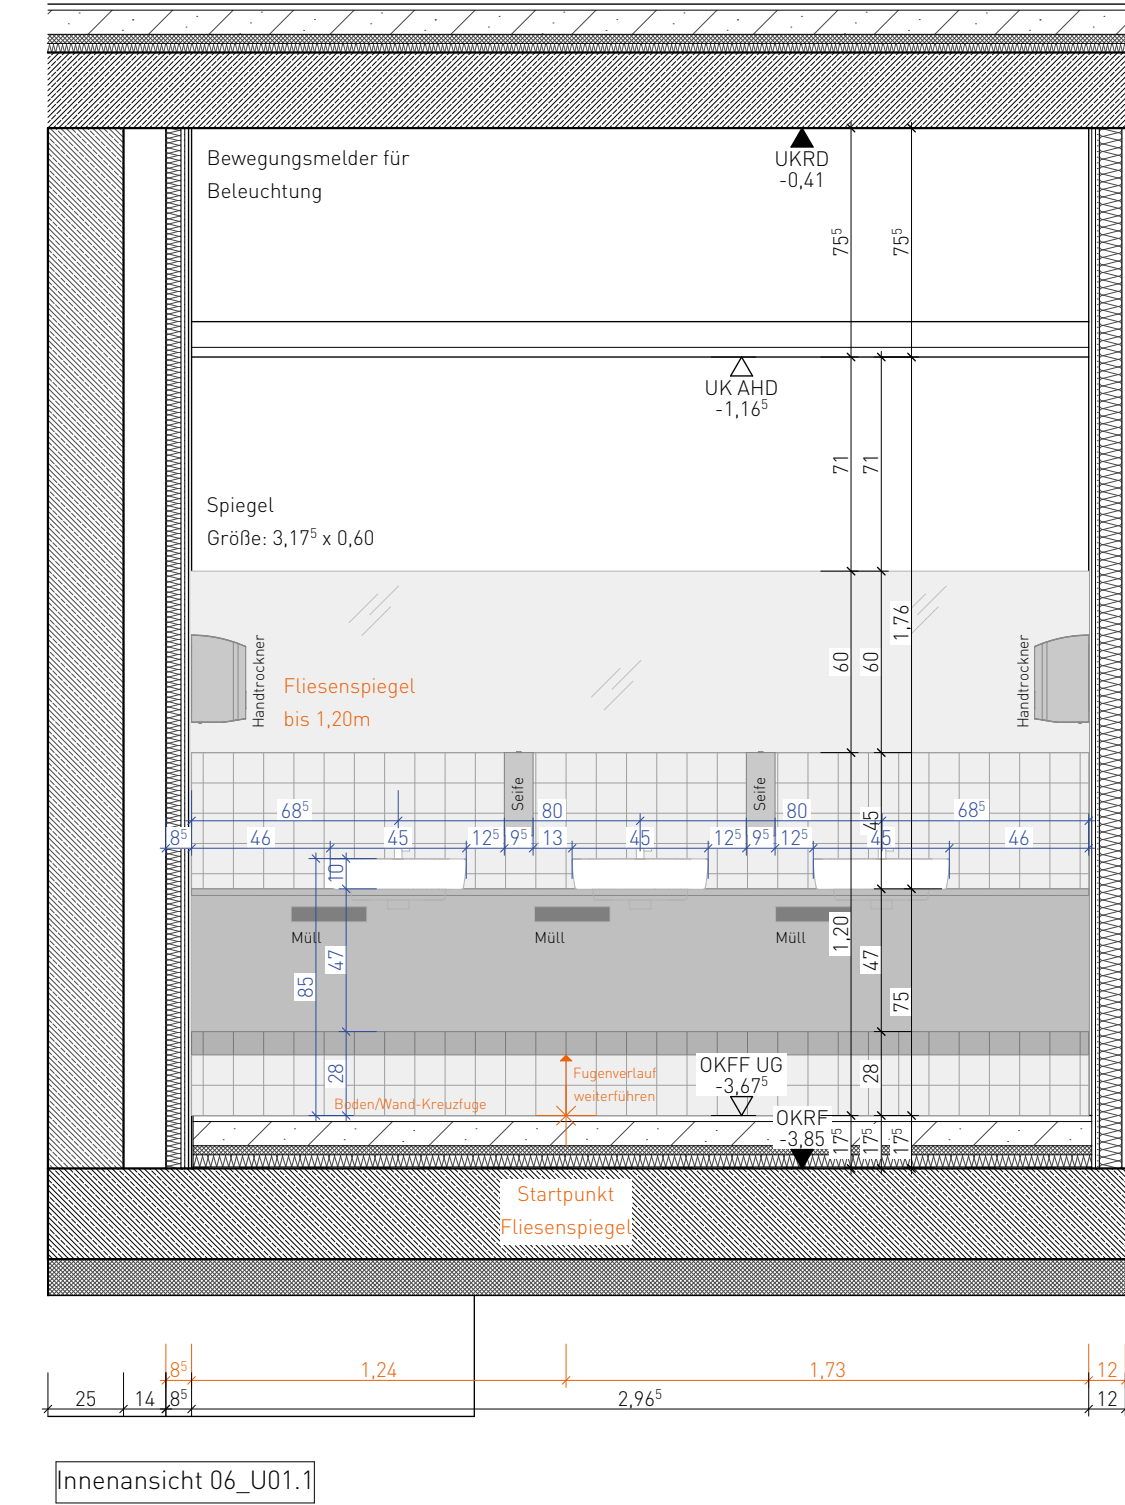 Bewegungsmelder für
Beleuchtung
UKRD
-0,41
75⁵
75⁵
UK AHD
-1,16⁵
71
71
Spiegel
Größe: 3,17⁵ x 0,60
1,76
60
60
Handtrockner
Handtrockner
Fliesenspiegel
bis 1,20m
Seife
Seife
68⁵
80
80
68⁵
45
8⁵
46
45
12⁵
9⁵
13
45
12⁵
9⁵
12⁵
45
46
10
Müll
Müll
Müll
1,20
47
47
85
75
OKFF UG
-3,67⁵
28
28
Fugenverlauf
weiterführen
Boden/Wand-Kreuzfuge
OKRF
-3,85
17⁵
17⁵
17⁵
Startpunkt
Fliesenspiegel
8⁵
1,24
1,73
12
25
14
8⁵
2,96⁵
12
Innenansicht 06_U01.1